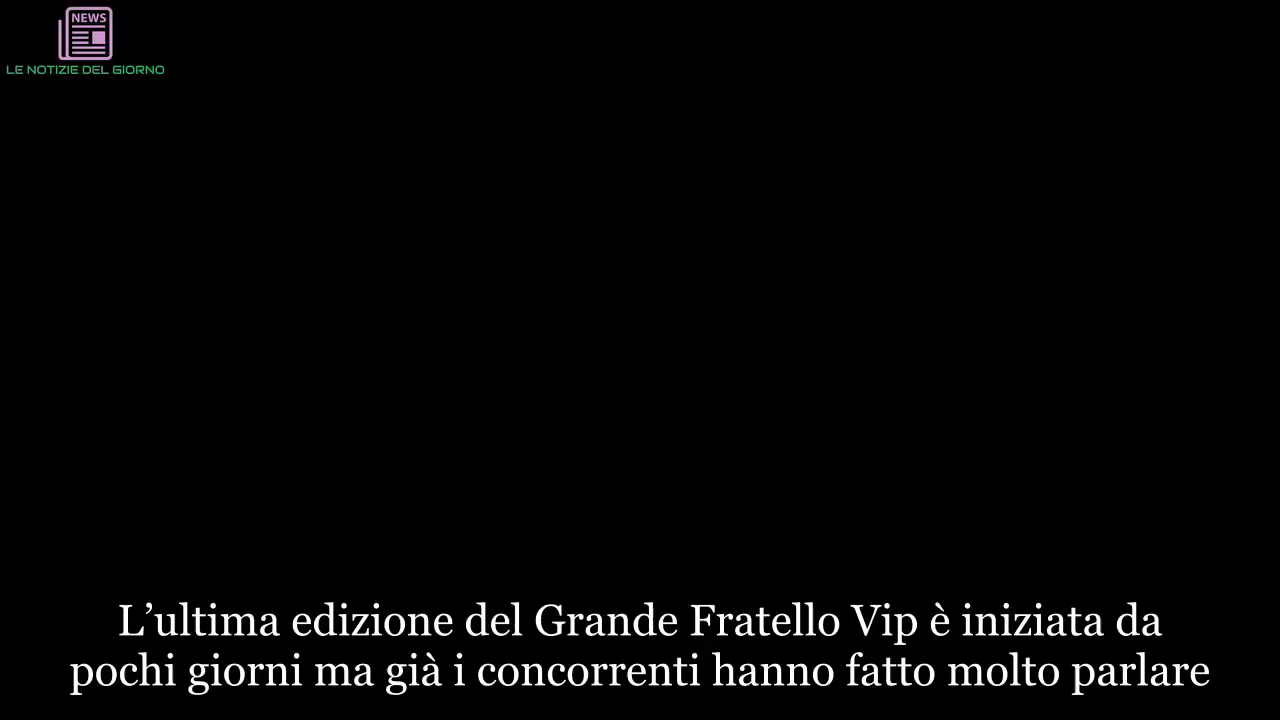 NEWS
LE NOTIZIE DEL GIORNO
L’ultima edizione del Grande Fratello Vip è iniziata da
pochi giorni ma già i concorrenti hanno fatto molto parlare